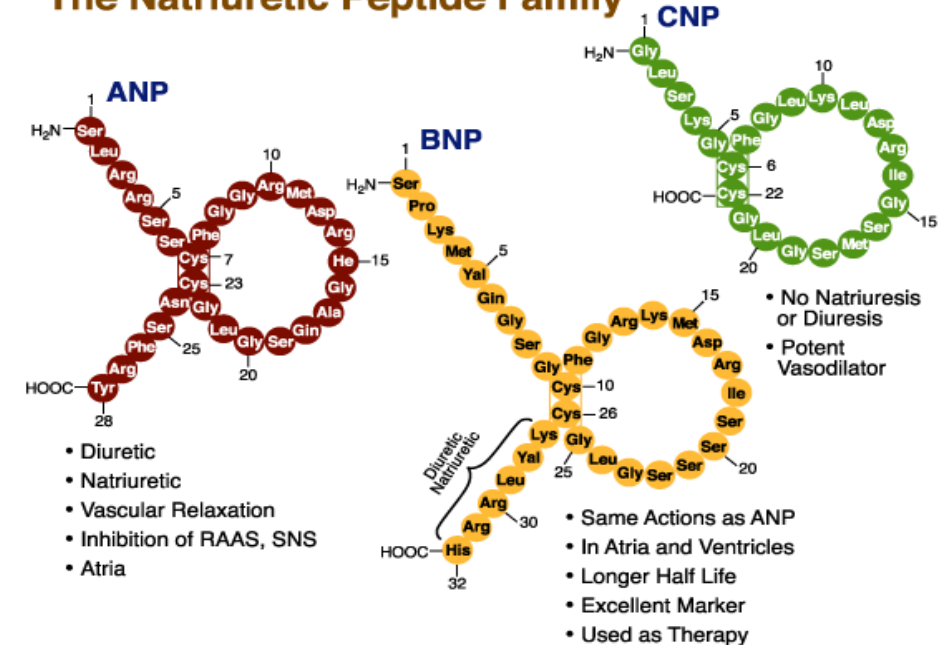 The Natriuretic Peptide Family
ANP
1
H₂N
Ser
Leu
Arg
Arg
5
Ser
Ser
Phe
Gly
Gly
10
Arg
Met
Asp
Arg
He
15
Gly
Ala
Gin
Ser
Gly
20
Leu
Gly
Cys
7
Cys
23
Asn
Ser
25
Phe
Arg
HOOC
Tyr
28
• Diuretic
• Natriuretic
• Vascular Relaxation
• Inhibition of RAAS, SNS
• Atria
BNP
1
H₂N
Ser
Pro
Lys
Met
5
Yal
Gin
Gly
Ser
Gly
Phe
Gly
Arg
Lys
15
Met
Asp
Arg
Ile
Ser
Ser
20
Ser
Ser
Gly
Leu
Gly
25
Cys
10
Cys
26
Lys
Yal
Leu
Arg
30
Arg
HOOC
His
32
Diuretic
Natriuretic
• Same Actions as ANP
• In Atria and Ventricles
• Longer Half Life
• Excellent Marker
• Used as Therapy
CNP
1
H₂N
Gly
Leu
Ser
Lys
5
Gly
Phe
Gly
Leu
10
Lys
Leu
Asp
Arg
Ile
Gly
15
Ser
Met
Ser
Gly
Leu
20
Gly
Cys
6
HOOC
Cys
22
• No Natriuresis
or Diuresis
• Potent
Vasodilator